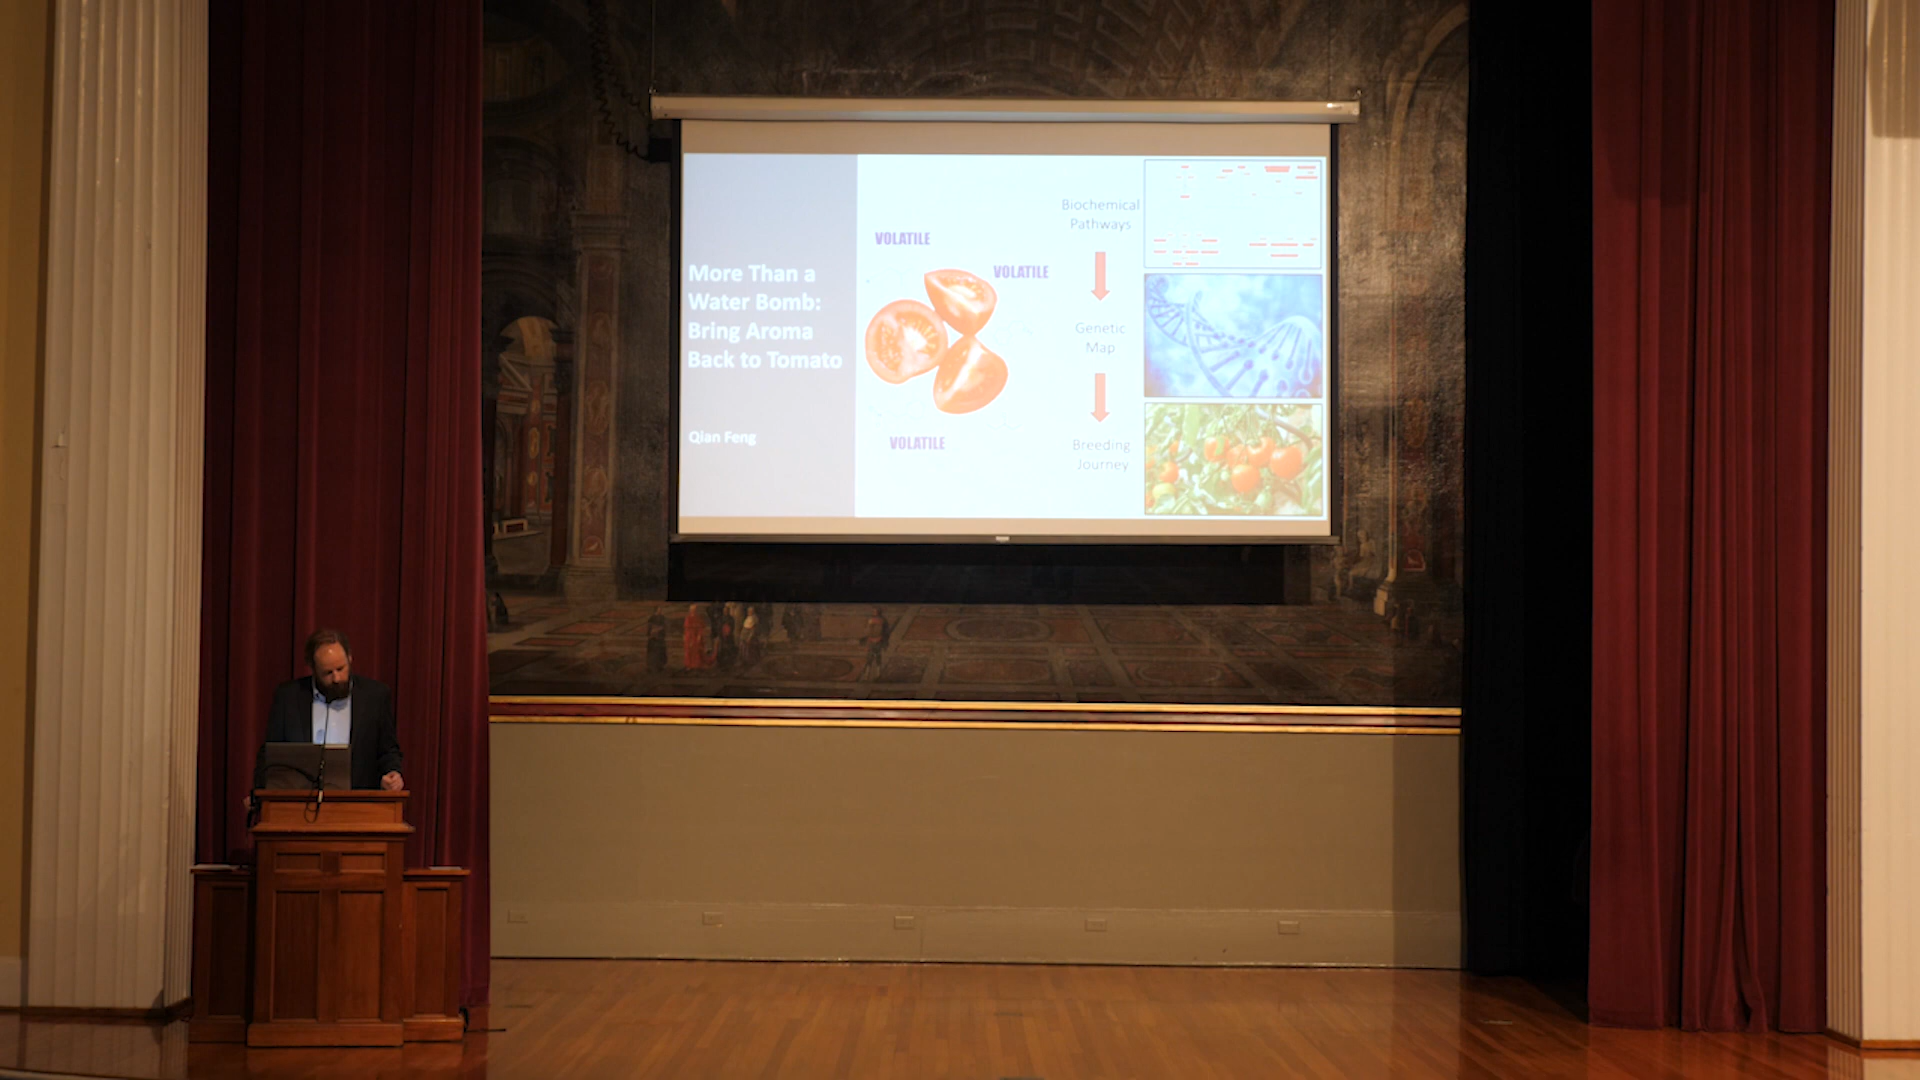 More Than a
Water Bomb:
Bring Aroma
Back to Tomato
Qian Feng
VOLATILE
VOLATILE
VOLATILE
Biochemical
Pathways
Genetic
Map
Breeding
Journey